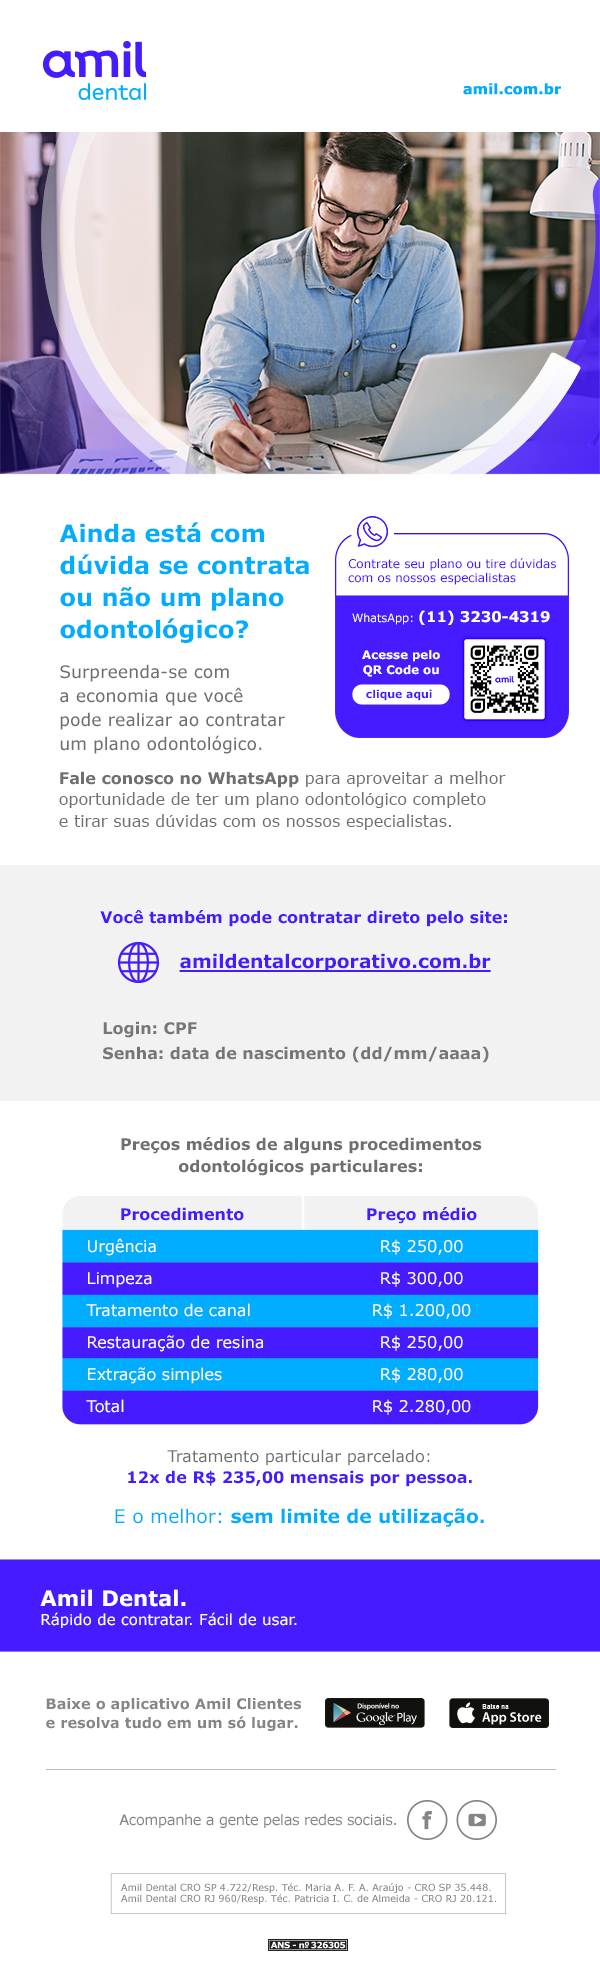 amil
dental
amil.com.br
Ainda está com
dúvida se contrata
ou não um plano
odontológico?
Surpreenda-se com
a economia que você
pode realizar ao contratar
um plano odontológico.
Contrate seu plano ou tire dúvidas
com os nossos especialistas
WhatsApp: (11) 3230-4319
Acesse pelo
QR Code ou
clique aqui
amil
Fale conosco no WhatsApp para aproveitar a melhor
oportunidade de ter um plano odontológico completo
e tirar suas dúvidas com os nossos especialistas.
Você também pode contratar direto pelo site:
amildentalcorporativo.com.br
Login: CPF
Senha: data de nascimento (dd/mm/aaaa)
Preços médios de alguns procedimentos
odontológicos particulares:
Procedimento Preço médio
Urgência R$ 250,00
Limpeza R$ 300,00
Tratamento de canal R$ 1.200,00
Restauração de resina R$ 250,00
Extração simples R$ 280,00
Total R$ 2.280,00
Tratamento particular parcelado:
12x de R$ 235,00 mensais por pessoa.
E o melhor: sem limite de utilização.
Amil Dental.
Rápido de contratar. Fácil de usar.
Baixe o aplicativo Amil Clientes
e resolva tudo em um só lugar.
Disponível no
Google Play
Baixe na
App Store
Acompanhe a gente pelas redes sociais.
Amil Dental CRO SP 4.722/Resp. Téc. Maria A. F. A. Araújo - CRO SP 35.448.
Amil Dental CRO RJ 960/Resp. Téc. Patricia I. C. de Almeida - CRO RJ 20.121.
ANS - nº 326305